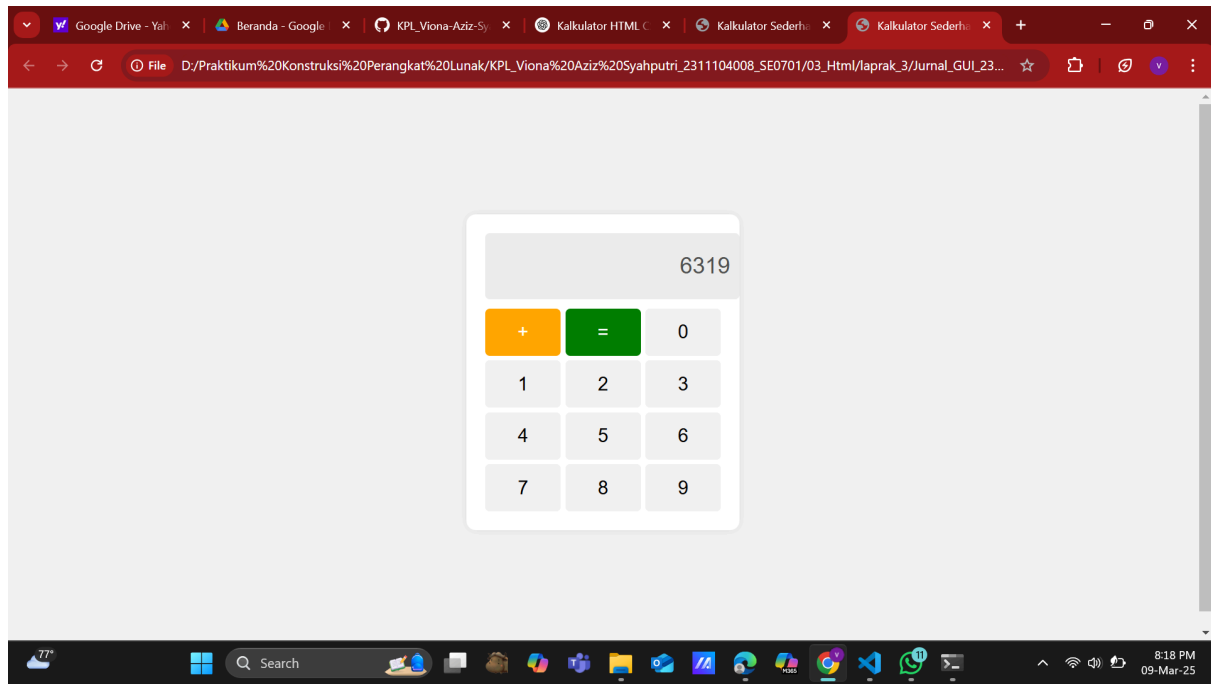 Google Drive - Yah
Beranda - Google
KPL_Viona-Aziz-Sy
Kalkulator HTML C
Kalkulator Sederha
Kalkulator Sederha
File D:/Praktikum%20Konstruksi%20Perangkat%20Lunak/KPL_Viona%20Aziz%20Syahputri_2311104008_SE0701/03_Html/laprak_3/Jurnal_GUI_23...
V
6319
+ = 0
1 2 3
4 5 6
7 8 9
77°
Search
M365
11
8:18 PM
09-Mar-25